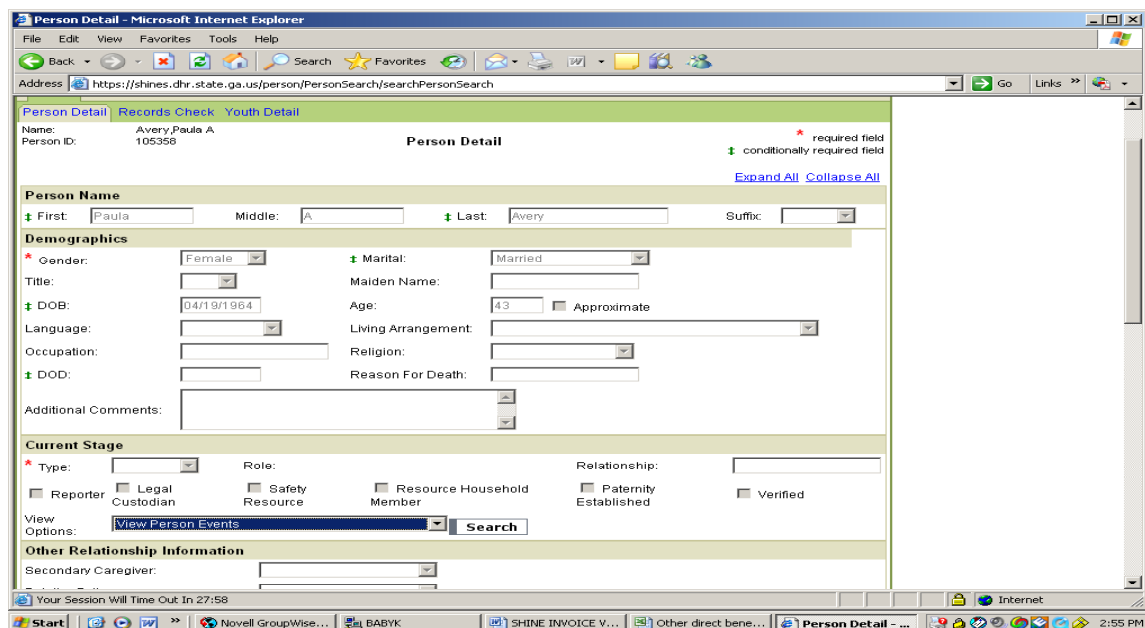 Person Detail - Microsoft Internet Explorer
File Edit View Favorites Tools Help
Back Search Favorites
Address https://shines.dhr.state.ga.us/person/PersonSearch/searchPersonSearch Go Links »
Person Detail Records Check Youth Detail
Name: Avery,Paula A
Person ID: 105358 Person Detail * required field
‡ conditionally required field
Expand All Collapse All
Person Name
‡ First: Paula Middle: A ‡ Last: Avery Suffix:
Demographics
* Gender: Female ‡ Marital: Married
Title: Maiden Name:
‡ DOB: 04/19/1964 Age: 43 Approximate
Language: Living Arrangement:
Occupation: Religion:
‡ DOD: Reason For Death:
Additional Comments:
Current Stage
* Type: Role: Relationship:
Reporter Legal Custodian Safety Resource Resource Household Member Paternity Established Verified
View Options: View Person Events Search
Other Relationship Information
Secondary Caregiver:
Your Session Will Time Out In 27:58 Internet
Start » Novell GroupWise... BABYK SHINE INVOICE V... Other direct bene... Person Detail - ... 2:55 PM